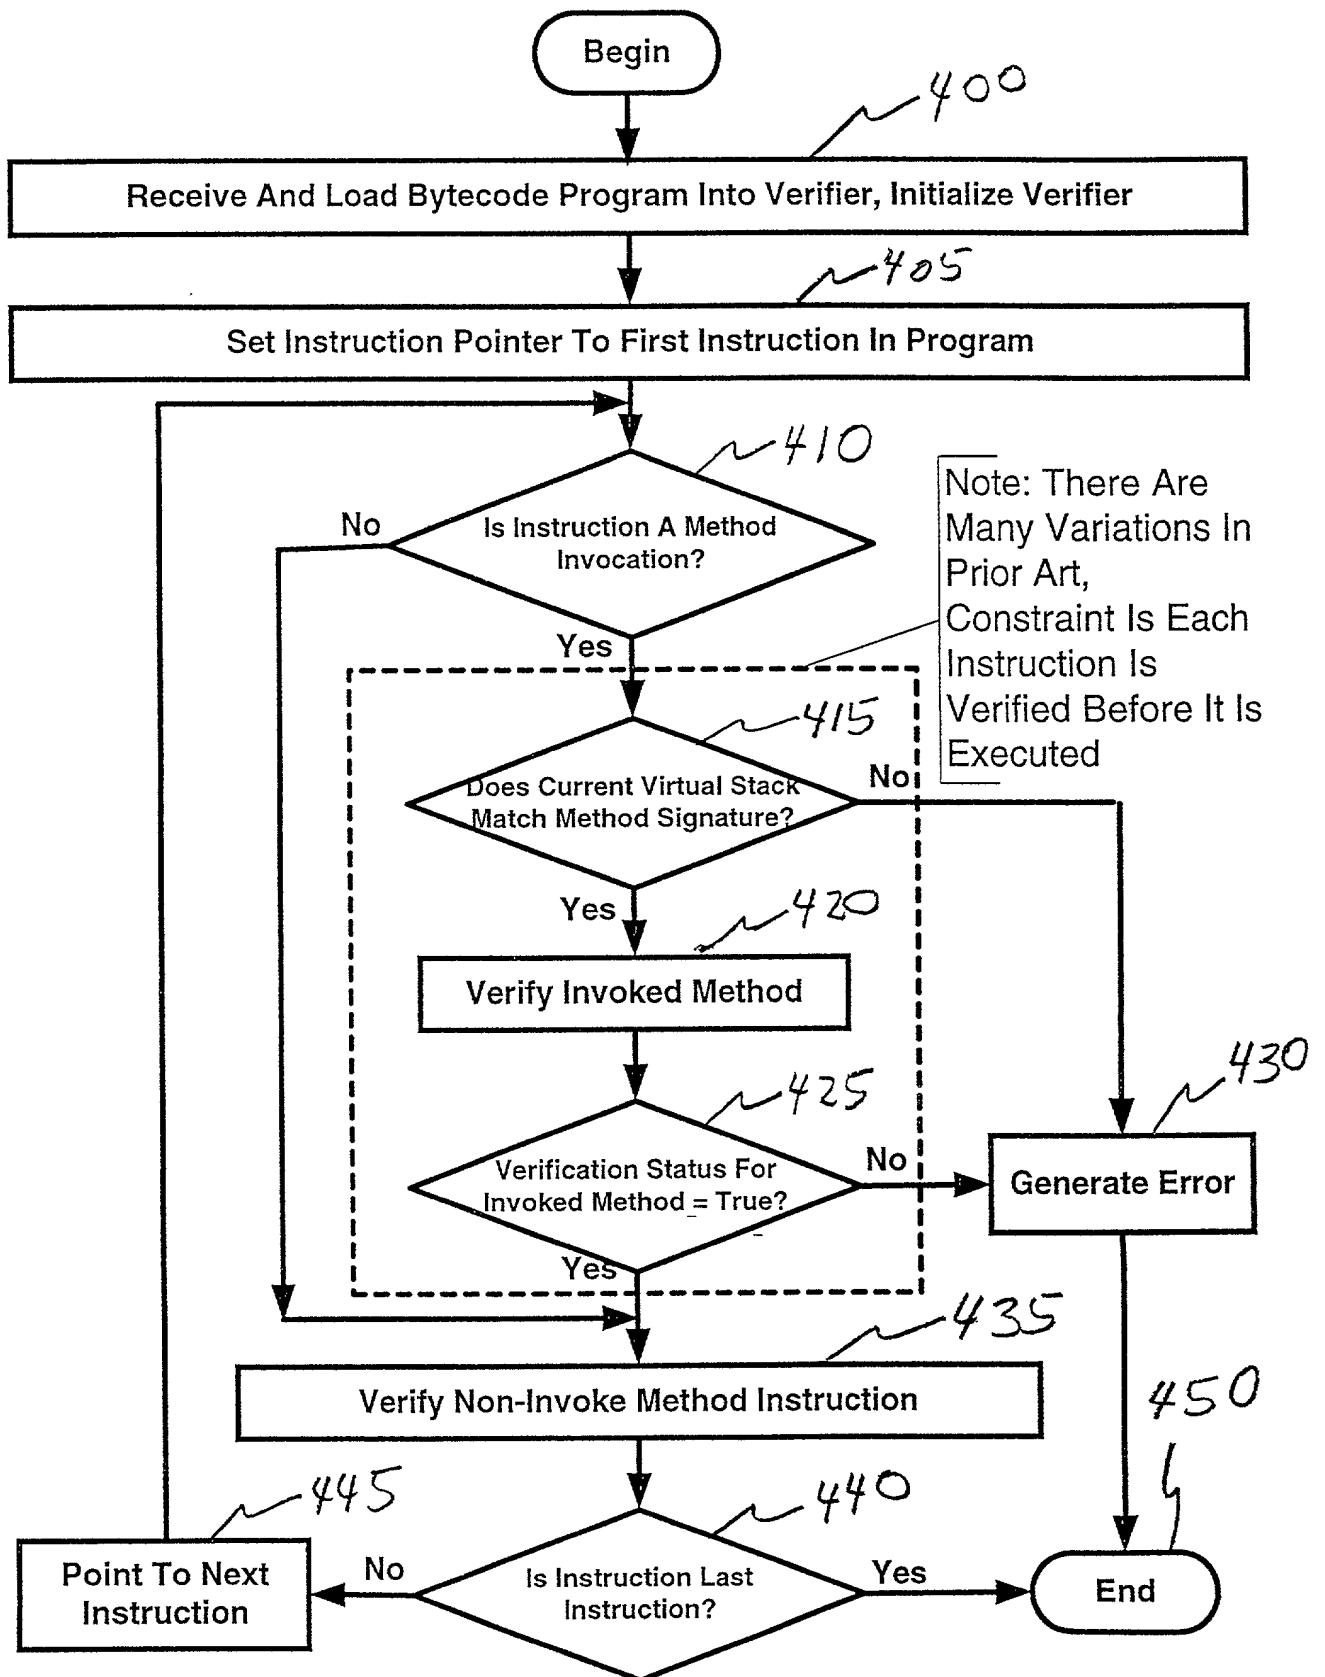 Begin
400
Receive And Load Bytecode Program Into Verifier, Initialize Verifier
405
Set Instruction Pointer To First Instruction In Program
410
Is Instruction A Method
Invocation?
No
Yes
Note: There Are
Many Variations In
Prior Art,
Constraint Is Each
Instruction Is
Verified Before It Is
Executed
415
Does Current Virtual Stack
Match Method Signature?
No
Yes
420
Verify Invoked Method
425
Verification Status For
Invoked Method = True?
No
Yes
430
Generate Error
435
Verify Non-Invoke Method Instruction
440
Is Instruction Last
Instruction?
No
Yes
445
Point To Next
Instruction
450
End